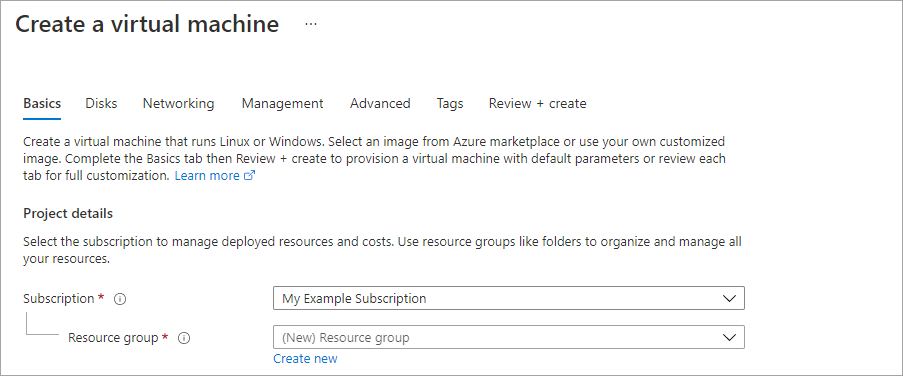 Create a virtual machine ...
Basics Disks Networking Management Advanced Tags Review + create
Create a virtual machine that runs Linux or Windows. Select an image from Azure marketplace or use your own customized
image. Complete the Basics tab then Review + create to provision a virtual machine with default parameters or review each
tab for full customization. Learn more
Project details
Select the subscription to manage deployed resources and costs. Use resource groups like folders to organize and manage all
your resources.
Subscription * My Example Subscription
Resource group * (New) Resource group
Create new